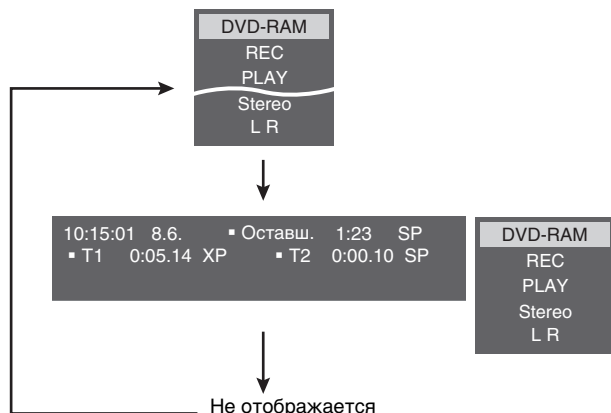 DVD-RAM
REC
PLAY
Stereo
L R
10:15:01 8.6. ▪ Оставш. 1:23 SP
▪ T1 0:05.14 XP ▪ T2 0:00.10 SP
DVD-RAM
REC
PLAY
Stereo
L R
Не отображается